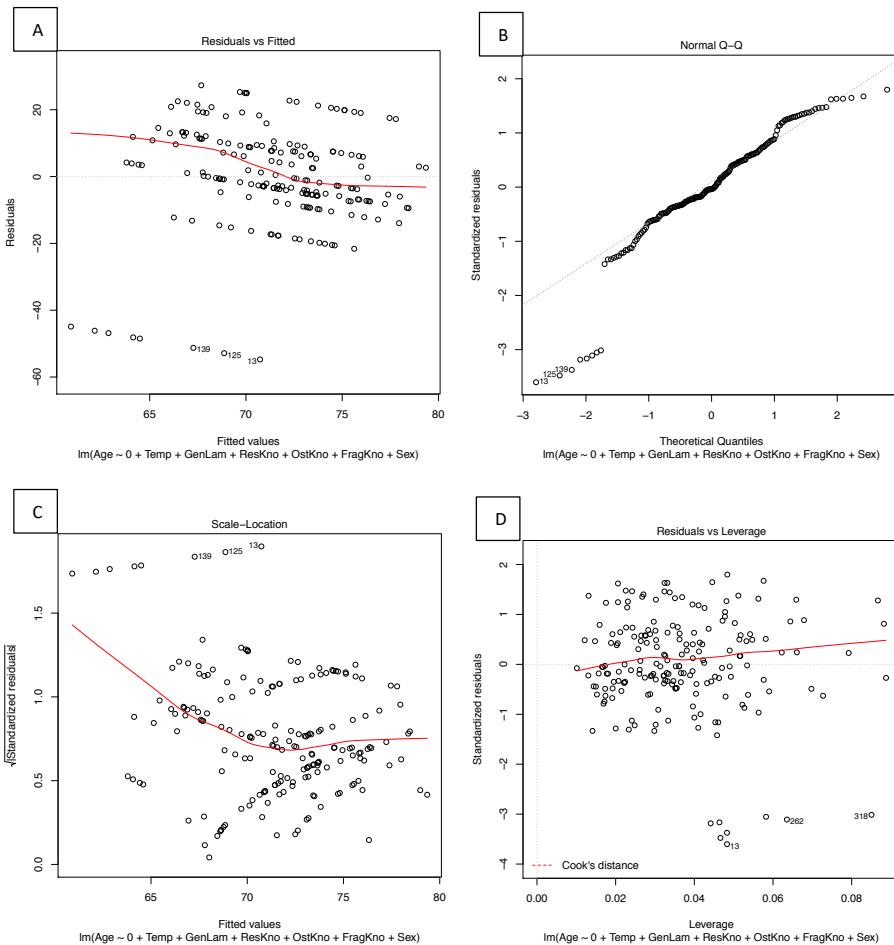 A
Residuals vs Fitted
Residuals
20
0
−20
−40
−60
139
125
13
65
70
75
80
Fitted values
lm(Age ~ 0 + Temp + GenLam + ResKno + OstKno + FragKno + Sex)
B
Normal Q−Q
Standardized residuals
2
1
0
−1
−2
−3
139
125
13
−3
−2
−1
0
1
2
Theoretical Quantiles
lm(Age ~ 0 + Temp + GenLam + ResKno + OstKno + FragKno + Sex)
C
Scale−Location
√|Standardized residuals|
1.5
1.0
0.5
0.0
139
125
13
65
70
75
80
Fitted values
lm(Age ~ 0 + Temp + GenLam + ResKno + OstKno + FragKno + Sex)
D
Residuals vs Leverage
Standardized residuals
2
1
0
−1
−2
−3
−4
262
318
13
Cook's distance
0.00
0.02
0.04
0.06
0.08
Leverage
lm(Age ~ 0 + Temp + GenLam + ResKno + OstKno + FragKno + Sex)